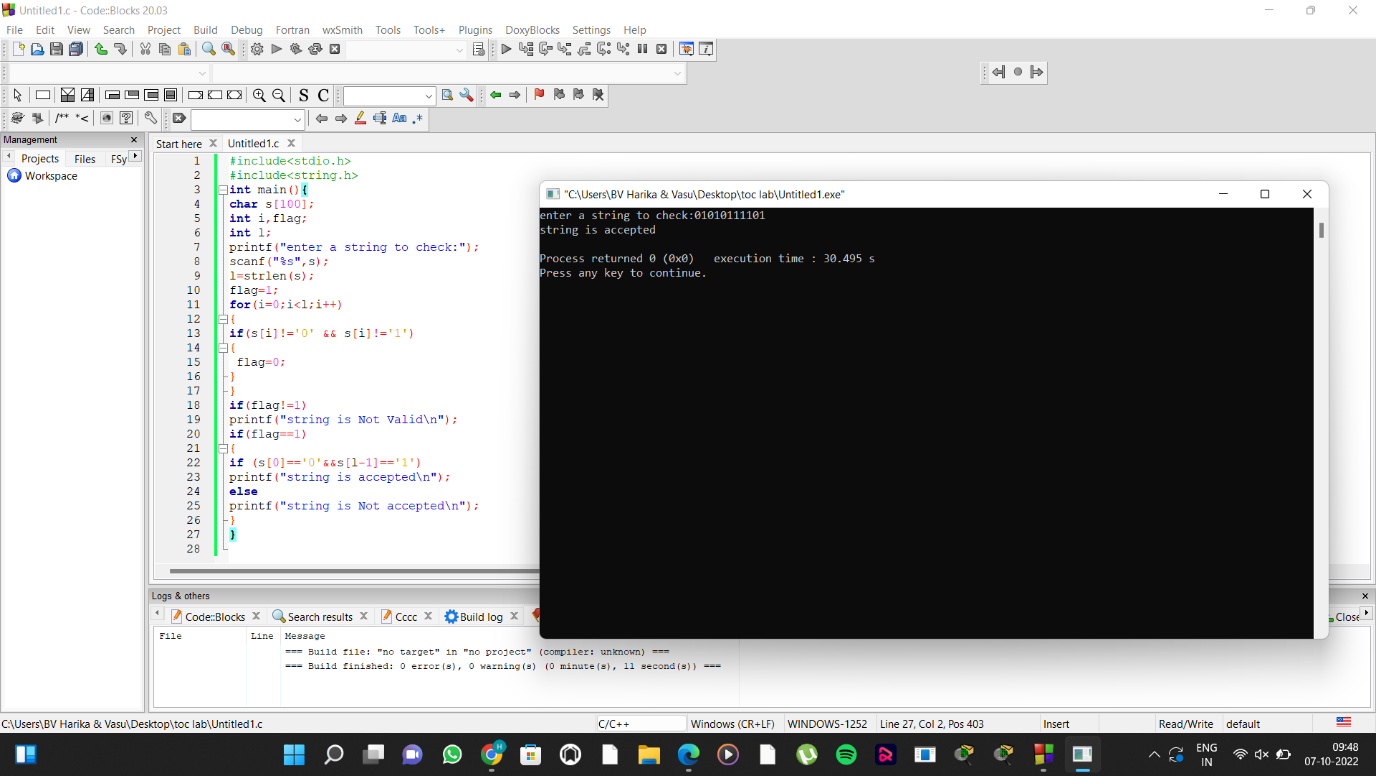 Untitled1.c - Code::Blocks 20.03
File Edit View Search Project Build Debug Fortran wxSmith Tools Tools+ Plugins DoxyBlocks Settings Help
S C
/** *<
Aa .*
Management
Projects Files FSy
Workspace
Start here Untitled1.c
1 #include<stdio.h>
2 #include<string.h>
3 int main(){
4 char s[100];
5 int i,flag;
6 int l;
7 printf("enter a string to check:");
8 scanf("%s",s);
9 l=strlen(s);
10 flag=1;
11 for(i=0;i<l;i++)
12 {
13 if(s[i]!='0' && s[i]!='1')
14 {
15 flag=0;
16 }
17 }
18 if(flag!=1)
19 printf("string is Not Valid\n");
20 if(flag==1)
21 {
22 if (s[0]=='0'&&s[l-1]=='1')
23 printf("string is accepted\n");
24 else
25 printf("string is Not accepted\n");
26 }
27 }
28
"C:\Users\BV Harika & Vasu\Desktop\toc lab\Untitled1.exe"
enter a string to check:01010111101
string is accepted
Process returned 0 (0x0) execution time : 30.495 s
Press any key to continue.
Logs & others
Code::Blocks Search results Cccc Build log Close
File Line Message
=== Build file: "no target" in "no project" (compiler: unknown) ===
=== Build finished: 0 error(s), 0 warning(s) (0 minute(s), 11 second(s)) ===
C:\Users\BV Harika & Vasu\Desktop\toc lab\Untitled1.c C/C++ Windows (CR+LF) WINDOWS-1252 Line 27, Col 2, Pos 403 Insert Read/Write default
H
ENG
IN
09:48
07-10-2022